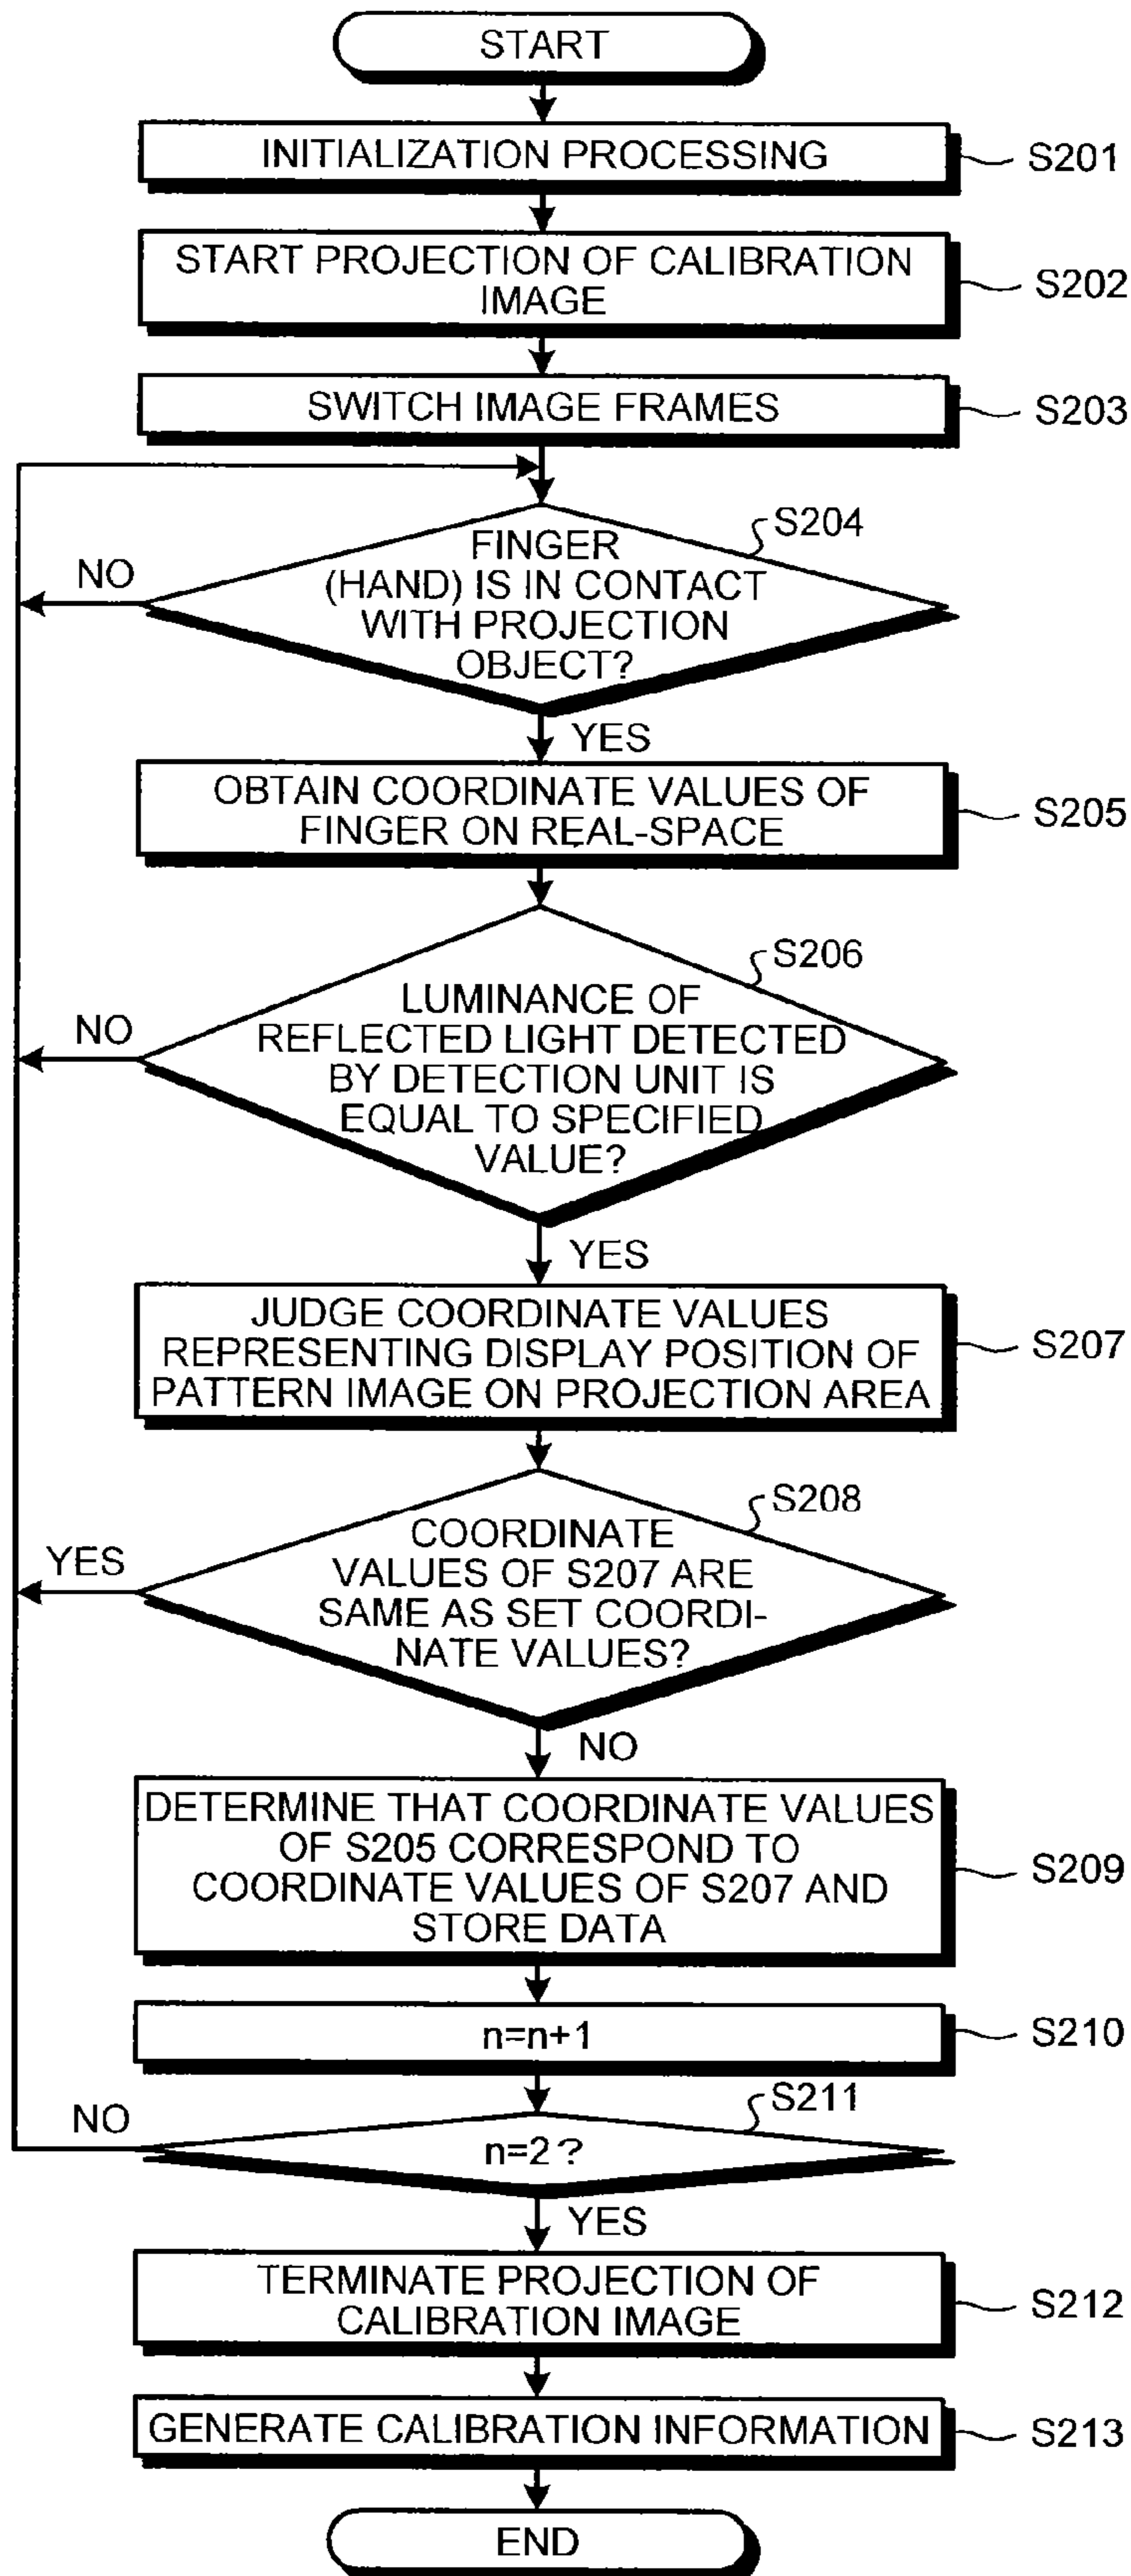 START
INITIALIZATION PROCESSING
S201
START PROJECTION OF CALIBRATION
IMAGE
S202
SWITCH IMAGE FRAMES
S203
S204
FINGER
(HAND) IS IN CONTACT
WITH PROJECTION
OBJECT?
NO
YES
OBTAIN COORDINATE VALUES OF
FINGER ON REAL-SPACE
S205
S206
LUMINANCE OF
REFLECTED LIGHT DETECTED
BY DETECTION UNIT IS
EQUAL TO SPECIFIED
VALUE?
NO
YES
JUDGE COORDINATE VALUES
REPRESENTING DISPLAY POSITION OF
PATTERN IMAGE ON PROJECTION AREA
S207
S208
COORDINATE
VALUES OF S207 ARE
SAME AS SET COORDI-
NATE VALUES?
YES
NO
DETERMINE THAT COORDINATE VALUES
OF S205 CORRESPOND TO
COORDINATE VALUES OF S207 AND
STORE DATA
S209
n=n+1
S210
S211
n=2?
NO
YES
TERMINATE PROJECTION OF
CALIBRATION IMAGE
S212
GENERATE CALIBRATION INFORMATION
S213
END